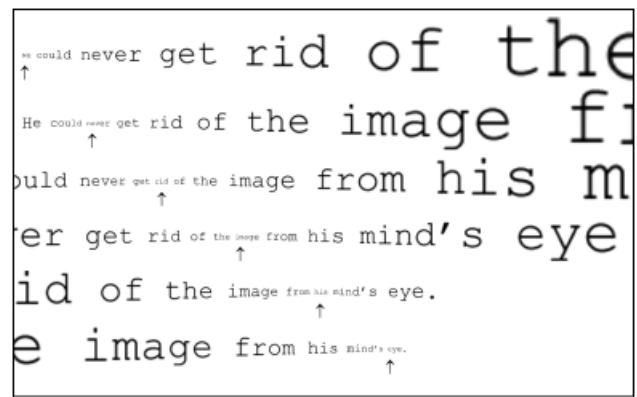 He could never get rid of the
He could never get rid of the image fi
ould never get rid of the image from his m
er get rid of the image from his mind's eye
id of the image from his mind's eye.
e image from his mind's eye.